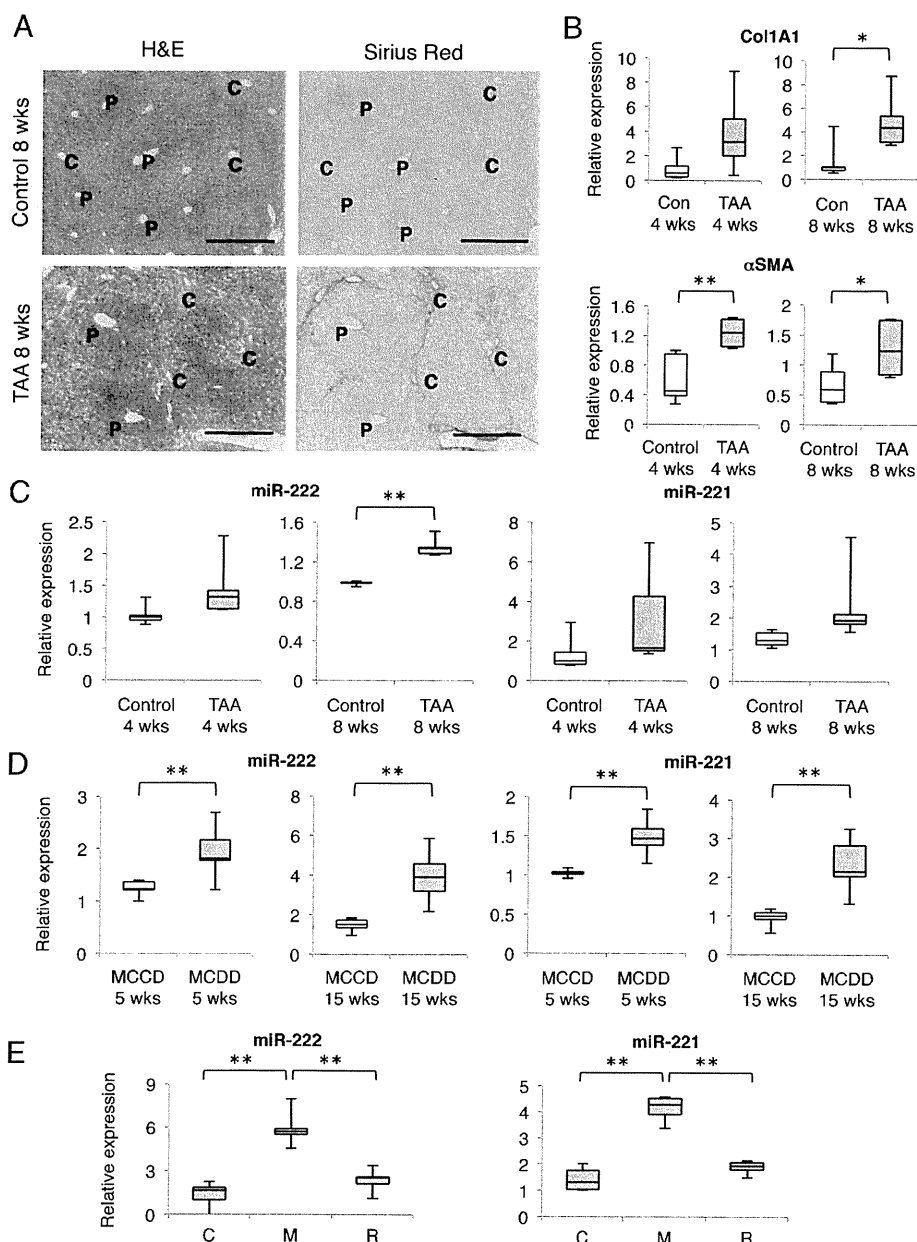 A
H&E
Sirius Red
Control 8 wks
P
C
C
P
C
P
P
C
P
C
P
C
P
P
TAA 8 wks
C
P
C
C
P
C
P
C
C
P
B
Col1A1
Relative expression
10
8
6
4
2
0
Con
4 wks
TAA
4 wks
*
10
8
6
4
2
0
Con
8 wks
TAA
8 weeks
αSMA
Relative expression
1.6
1.2
0.8
0.4
0
**
Control
4 wks
TAA
4 wks
2
1.5
1
0.5
0
*
Control
8 wks
TAA
8 wks
C
miR-222
miR-221
Relative expression
2.5
2
1.5
1
0.5
0
Control
4 wks
TAA
4 wks
1.6
1.2
0.8
0.4
0
**
Control
8 wks
TAA
8 wks
8
6
4
2
0
Control
4 wks
TAA
4 wks
5
4
3
2
1
0
Control
8 wks
TAA
8 wks
D
miR-222
miR-221
Relative expression
3
2
1
0
**
MCCD
5 wks
MCDD
5 wks
8
6
4
2
0
**
MCCD
15 wks
MCDD
15 wks
2
1.5
1
0.5
0
**
MCCD
5 wks
MCDD
5 wks
4
3
2
1
0
**
MCCD
15 wks
MCDD
15 wks
E
miR-222
Relative expression
9
6
3
0
**
**
C
M
R
miR-221
5
4
3
2
1
0
**
**
C
M
R